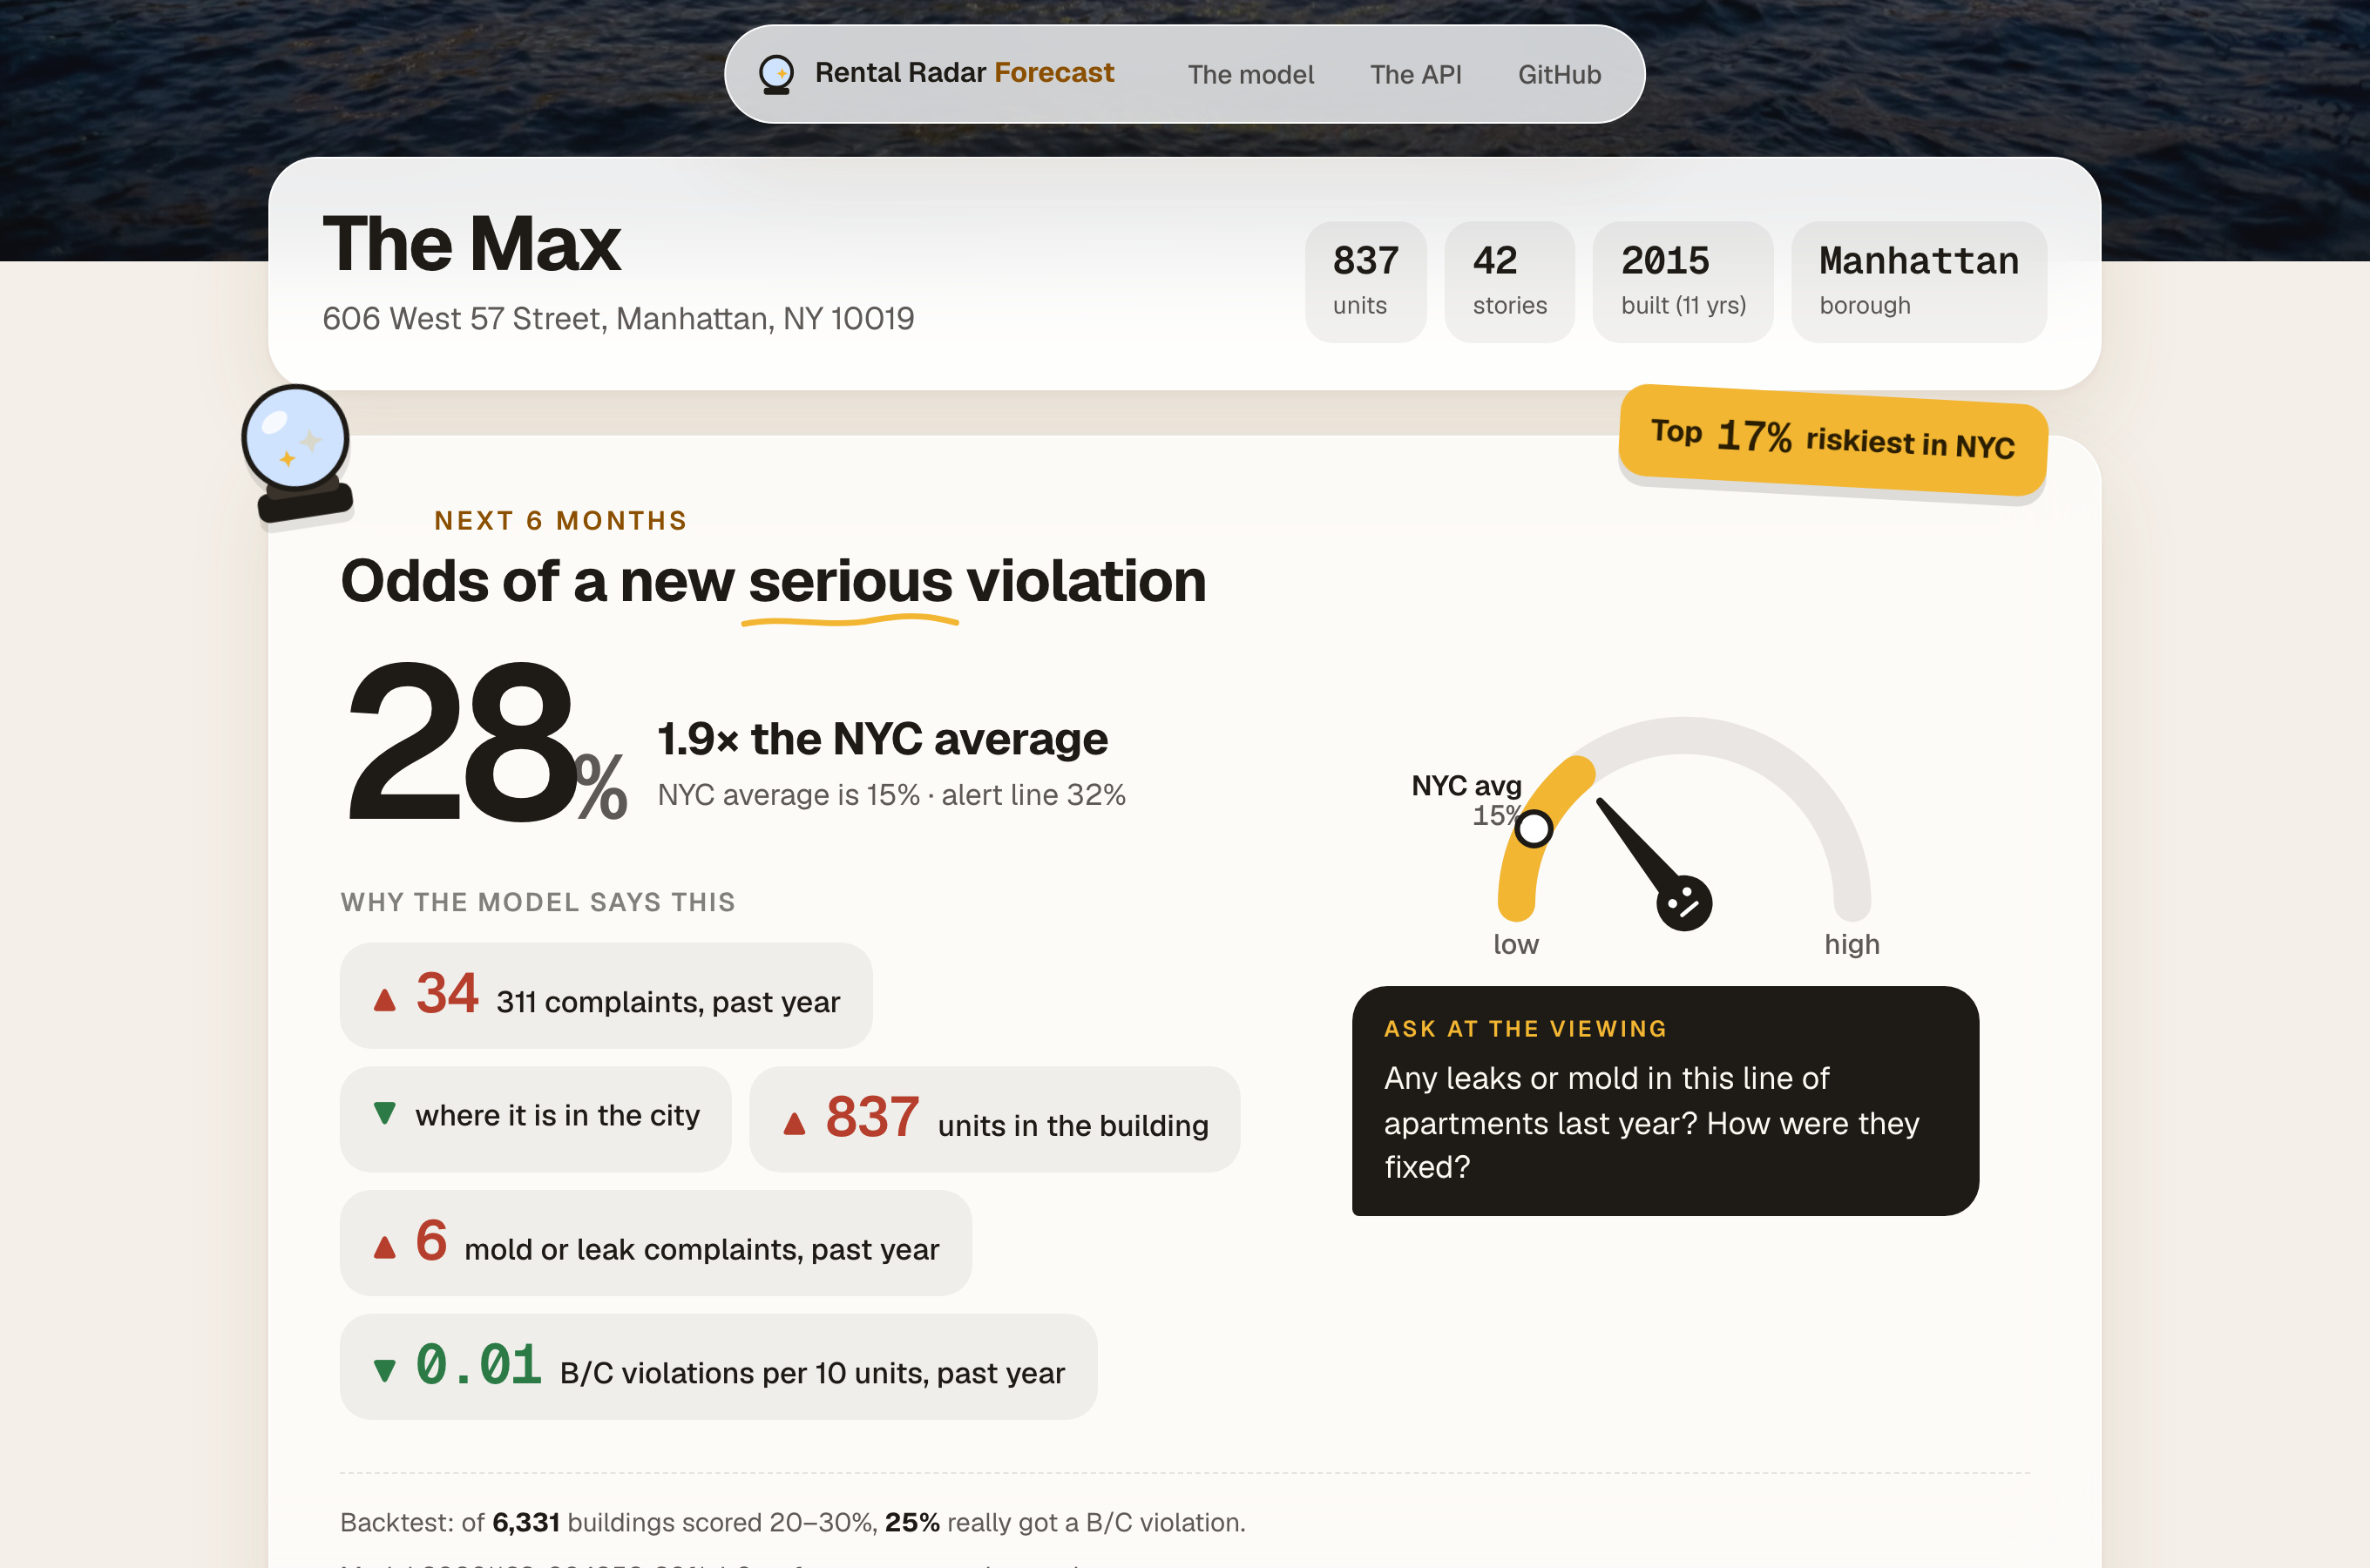 Rental Radar Forecast The model The API GitHub
The Max
606 West 57 Street, Manhattan, NY 10019
837 42 2015 Manhattan
units stories built (11 yrs) borough
Top 17% riskiest in NYC
NEXT 6 MONTHS
Odds of a new serious violation
28%
1.9× the NYC average
NYC average is 15% · alert line 32%
NYC avg
15%
low high
WHY THE MODEL SAYS THIS
34 311 complaints, past year
where it is in the city
837 units in the building
6 mold or leak complaints, past year
0.01 B/C violations per 10 units, past year
ASK AT THE VIEWING
Any leaks or mold in this line of
apartments last year? How were they
fixed?
Backtest: of 6,331 buildings scored 20–30%, 25% really got a B/C violation.